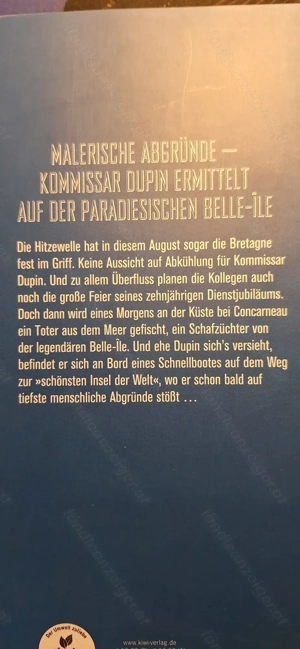 MALERISCHE ABGRÜNDE –
KOMMISSAR DUPIN ERMITTELT
AUF DER PARADIESISCHEN BELLE-ÎLE
Die Hitzewelle hat in diesem August sogar die Bretagne
fest im Griff. Keine Aussicht auf Abkühlung für Kommissar
Dupin. Und zu allem Überfluss planen die Kollegen auch
noch die große Feier seines zehnjährigen Dienstjubiläums.
Doch dann wird eines Morgens an der Küste bei Concarneau
ein Toter aus dem Meer gefischt, ein Schafzüchter von
der legendären Belle-Île. Und ehe Dupin sich's versieht,
befindet er sich an Bord eines Schnellbootes auf dem Weg
zur »schönsten Insel der Welt«, wo er schon bald auf
tiefste menschliche Abgründe stößt …
Der Umwelt zuliebe
www.kiwi-verlag.de